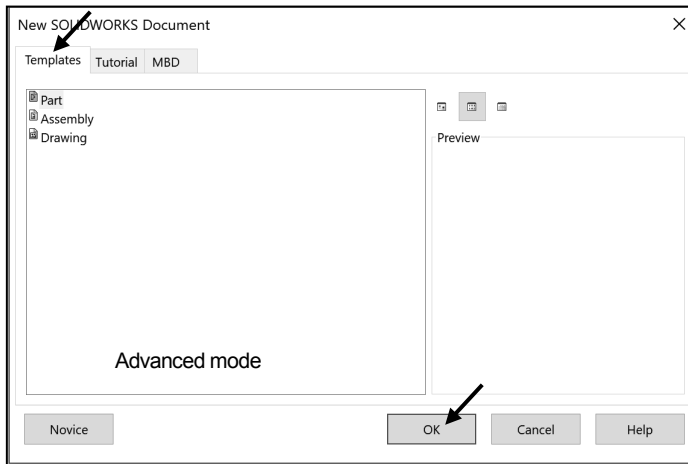 New SOLIDWORKS Document
Templates Tutorial MBD
Part
Assembly
Drawing
Preview
Advanced mode
Novice OK Cancel Help